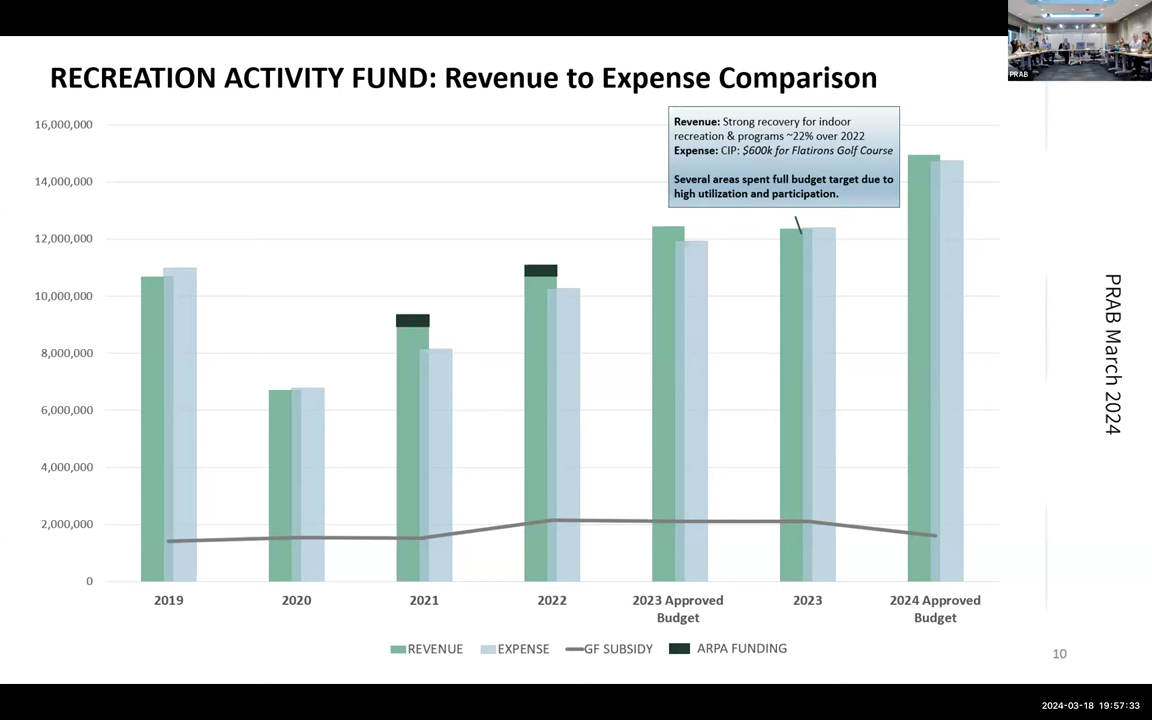 PRAB
RECREATION ACTIVITY FUND: Revenue to Expense Comparison
Revenue: Strong recovery for indoor
recreation & programs ~22% over 2022
Expense: CIP: $600k for Flatirons Golf Course
Several areas spent full budget target due to
high utilization and participation.
16,000,000
14,000,000
12,000,000
10,000,000
8,000,000
6,000,000
4,000,000
2,000,000
0
2019
2020
2021
2022
2023 Approved
Budget
2023
2024 Approved
Budget
REVENUE
EXPENSE
GF SUBSIDY
ARPA FUNDING
PRAB March 2024
10
2024-03-18 19:57:33